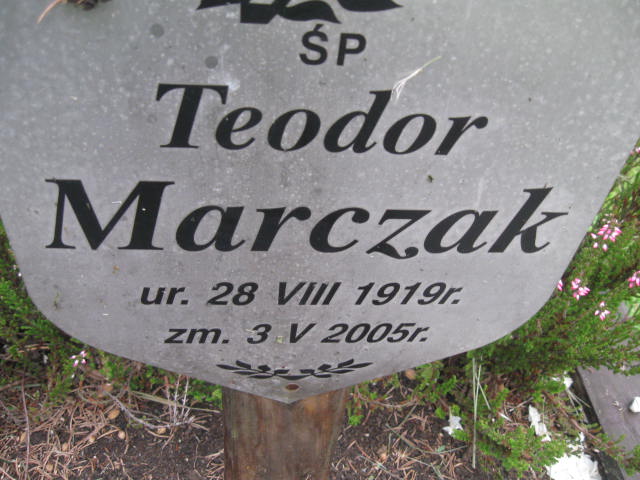 ŚP
Teodor
Marczak
ur. 28 VIII 1919r.
zm. 3 V 2005r.